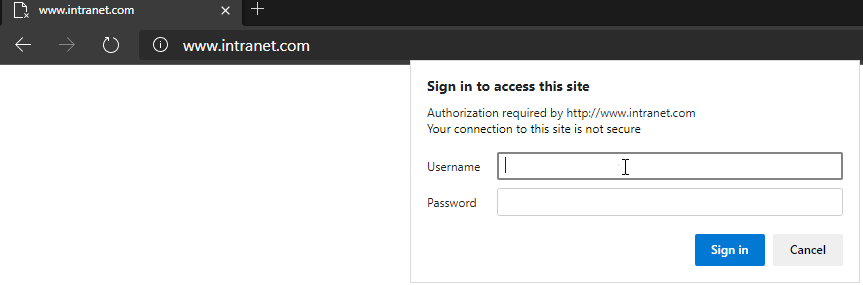 www.intranet.com
www.intranet.com
Sign in to access this site
Authorization required by http://www.intranet.com
Your connection to this site is not secure
Username
Password
Sign in Cancel